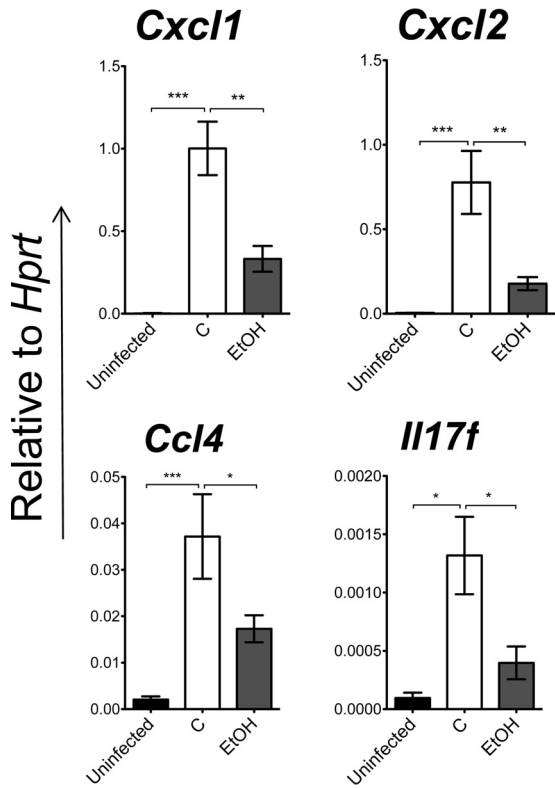 Cxcl1
Cxcl2
Relative to Hprt
1.5
1.0
0.5
0.0
***
**
Uninfected
C
EtOH
1.5
1.0
0.5
0.0
***
**
Uninfected
C
EtOH
Ccl4
Il17f
0.05
0.04
0.03
0.02
0.01
0.00
***
*
Uninfected
C
EtOH
0.0020
0.0015
0.0010
0.0005
0.0000
*
*
Uninfected
C
EtOH